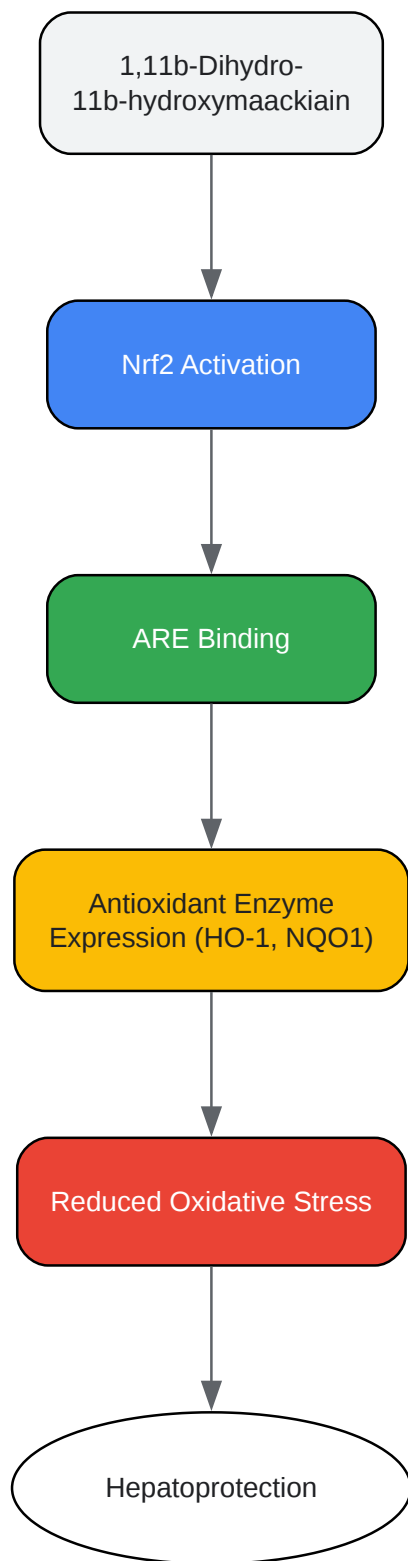 1,11b-Dihydro-
11b-hydroxymaackiain
Nrf2 Activation
ARE Binding
Antioxidant Enzyme
Expression (HO-1, NQO1)
Reduced Oxidative Stress
Hepatoprotection